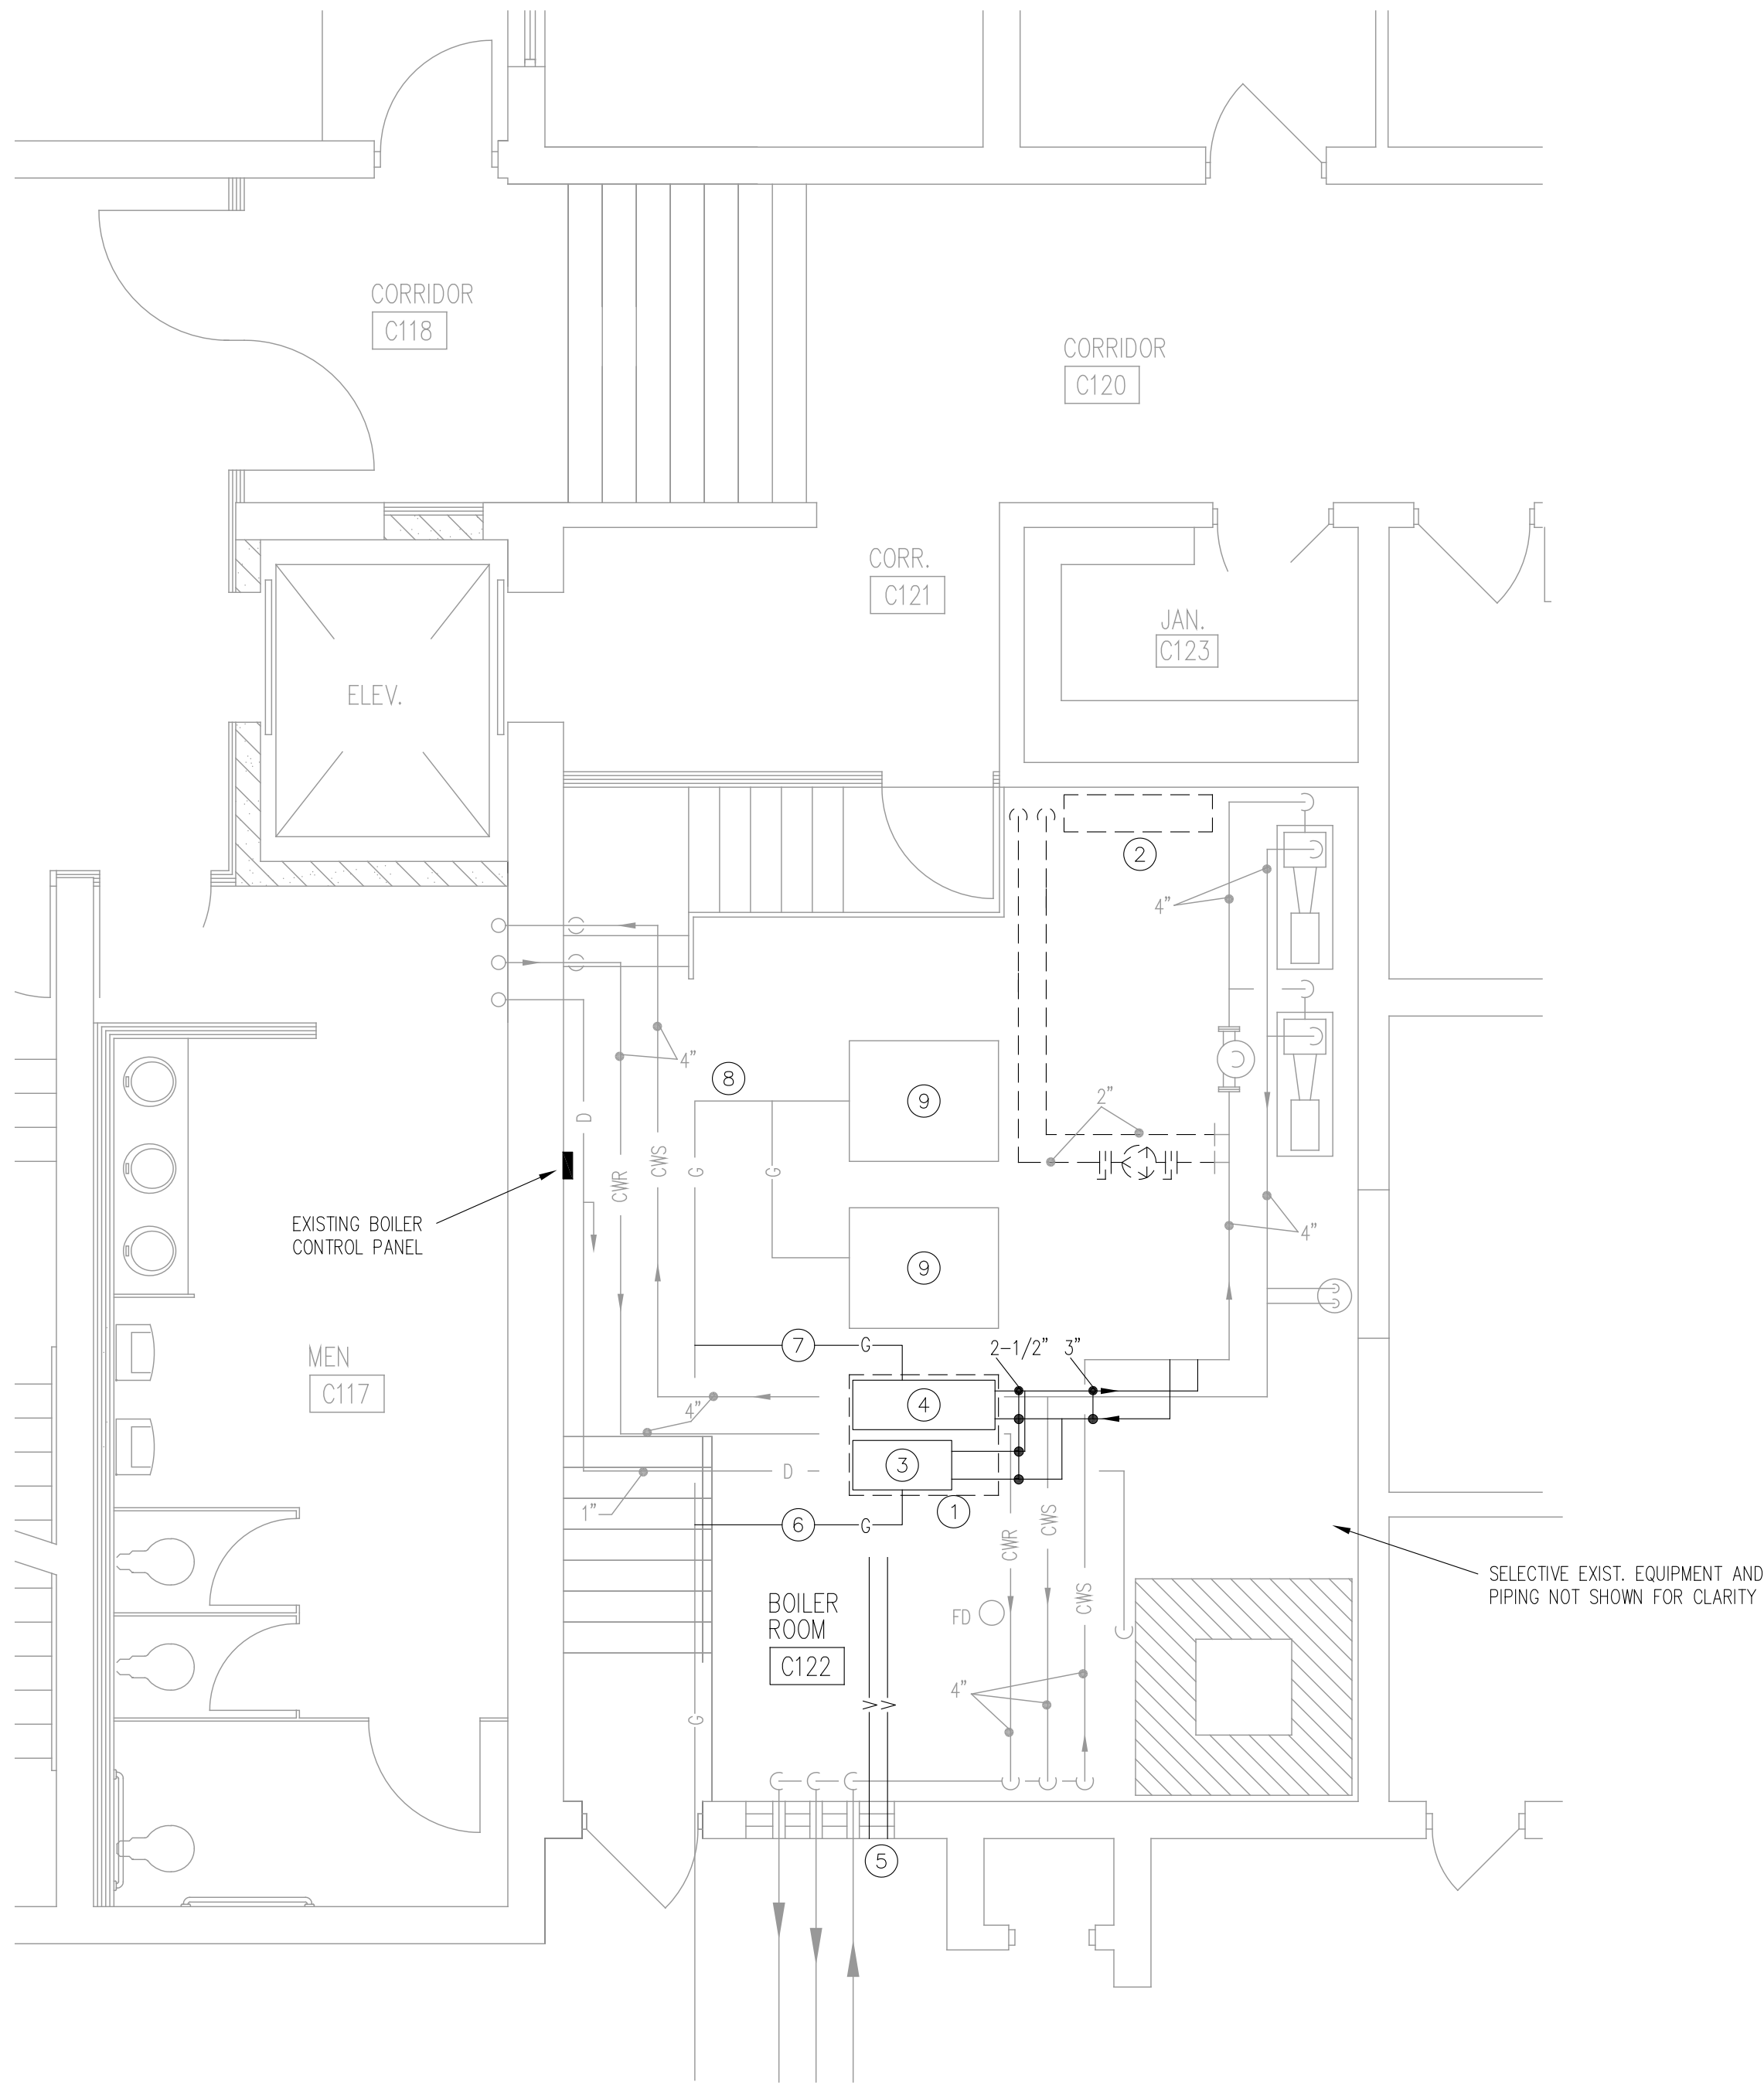 CORRIDOR
C118
CORRIDOR
C120
CORR.
C121
JAN.
C123
ELEV.
2
4"
4"
8
9
2"
D
CWR
CWS
G
G
EXISTING BOILER
CONTROL PANEL
4"
9
MEN
C117
7
G
2-1/2"
3"
4
4"
3
D
1"
6
G
1
CWR
CWS
CWS
SELECTIVE EXIST. EQUIPMENT AND
PIPING NOT SHOWN FOR CLARITY
BOILER
ROOM
C122
FD
4"
G
V
V
5